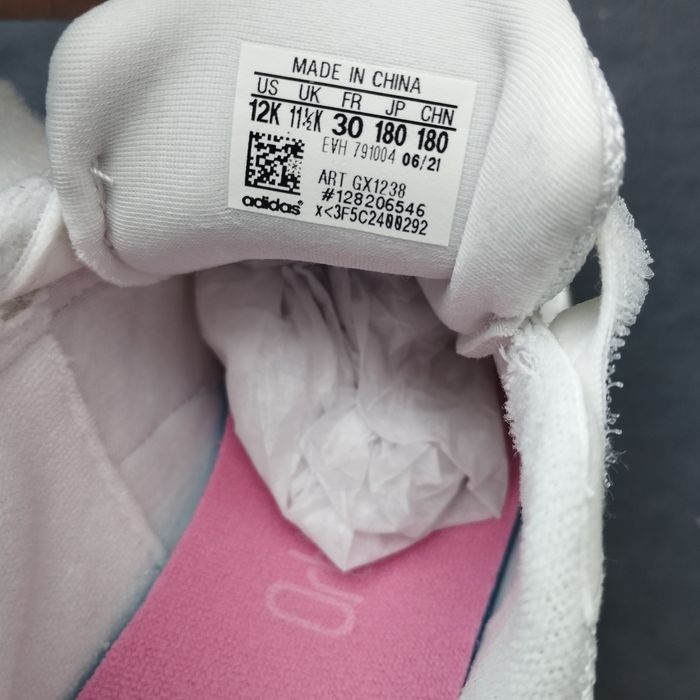 MADE IN CHINA
US UK FR JP CHN
12K 11½K 30 180 180
EVH 791004 06/21
ART GX1238
#128206546
adidas®
x<3F5C2400292